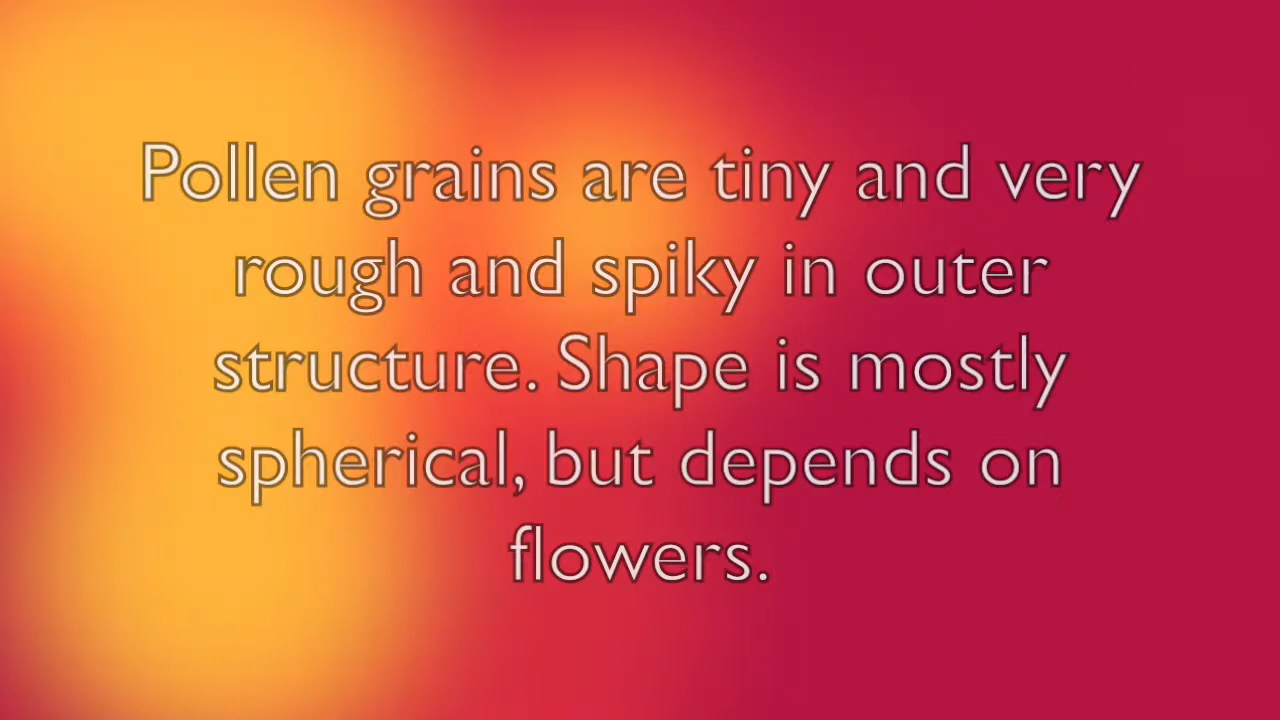 Pollen grains are tiny and very
rough and spiky in outer
structure. Shape is mostly
spherical, but depends on
flowers.